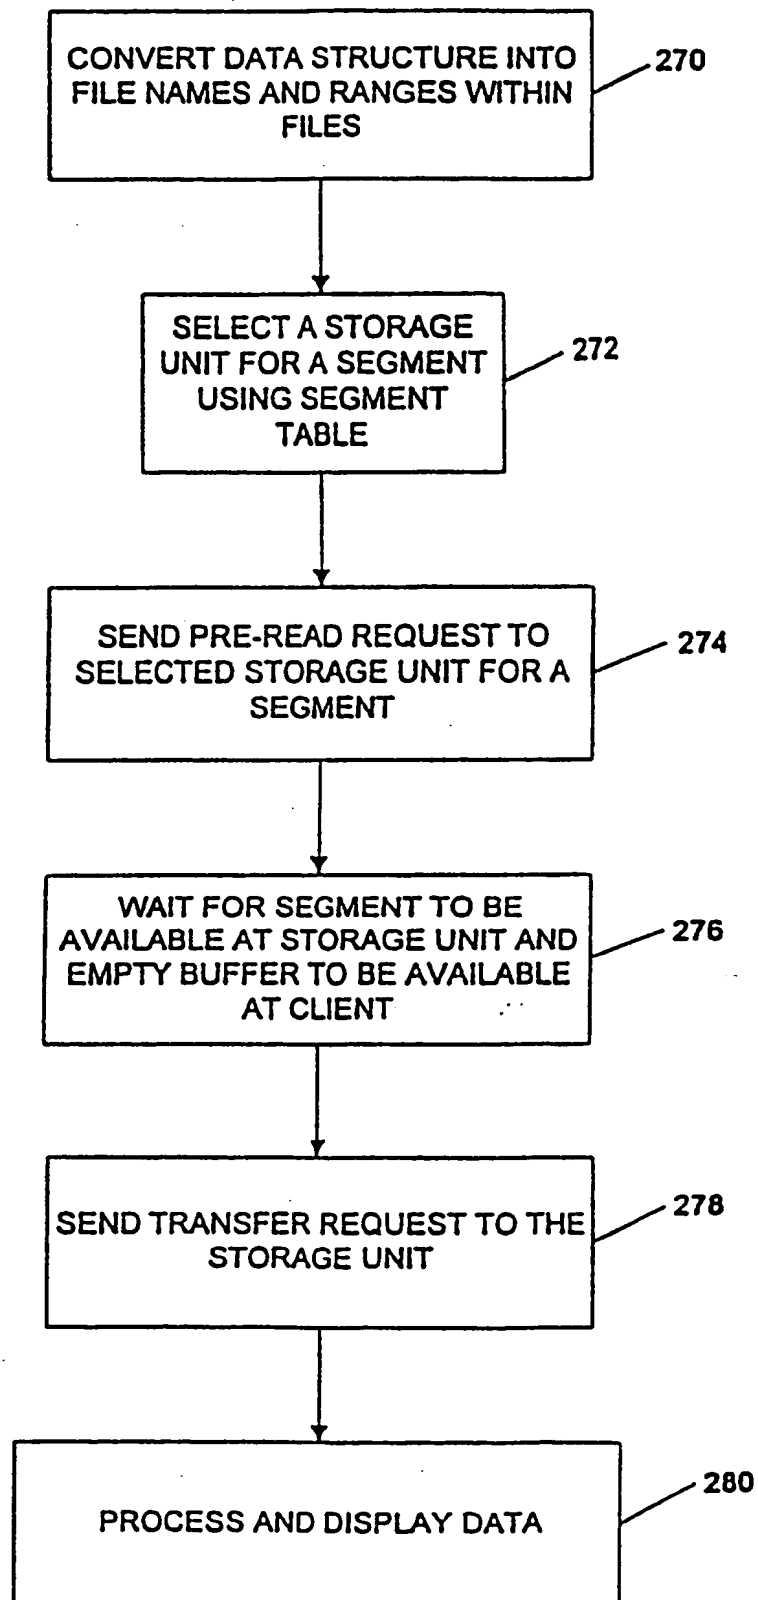 CONVERT DATA STRUCTURE INTO
FILE NAMES AND RANGES WITHIN
FILES
270
SELECT A STORAGE
UNIT FOR A SEGMENT
USING SEGMENT
TABLE
272
SEND PRE-READ REQUEST TO
SELECTED STORAGE UNIT FOR A
SEGMENT
274
WAIT FOR SEGMENT TO BE
AVAILABLE AT STORAGE UNIT AND
EMPTY BUFFER TO BE AVAILABLE
AT CLIENT
276
SEND TRANSFER REQUEST TO THE
STORAGE UNIT
278
PROCESS AND DISPLAY DATA
280